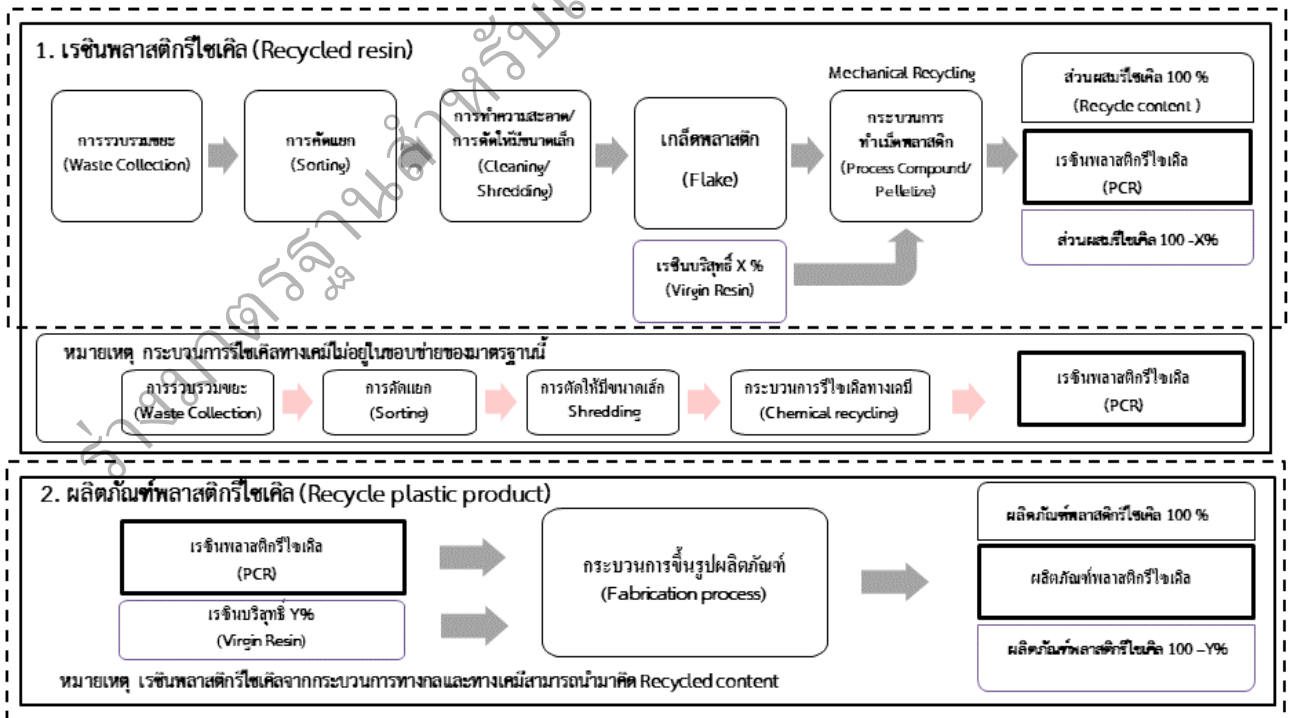 1. เรซินพลาสติกรีไซเคิล (Recycled resin)
การรวบรวมขยะ
(Waste Collection)
การคัดแยก
(Sorting)
การทำความสะอาด/
การตัดให้มีขนาดเล็ก
(Cleaning/
Shredding)
เกล็ดพลาสติก
(Flake)
เรซินบริสุทธิ์ X %
(Virgin Resin)
Mechanical Recycling
กระบวนการ
ทำเม็ดพลาสติก
(Process Compound/
Pelletize)
ส่วนผสมรีไซเคิล 100 %
(Recycle content )
เรซินพลาสติกรีไซเคิล
(PCR)
ส่วนผสมรีไซเคิล 100 -X%
หมายเหตุ กระบวนการรีไซเคิลทางเคมีไม่อยู่ในขอบข่ายของมาตรฐานนี้
การรวบรวมขยะ
(Waste Collection)
การคัดแยก
(Sorting)
การตัดให้มีขนาดเล็ก
Shredding
กระบวนการรีไซเคิลทางเคมี
(Chemical recycling)
เรซินพลาสติกรีไซเคิล
(PCR)
2. ผลิตภัณฑ์พลาสติกรีไซเคิล (Recycle plastic product)
เรซินพลาสติกรีไซเคิล
(PCR)
เรซินบริสุทธิ์ Y%
(Virgin Resin)
กระบวนการขึ้นรูปผลิตภัณฑ์
(Fabrication process)
ผลิตภัณฑ์พลาสติกรีไซเคิล 100 %
ผลิตภัณฑ์พลาสติกรีไซเคิล
ผลิตภัณฑ์พลาสติกรีไซเคิล 100 –Y%
หมายเหตุ เรซินพลาสติกรีไซเคิลจากกระบวนการทางกลและทางเคมีสามารถนำมาคิด Recycled content
ร่างมาตรฐานสำหรับ